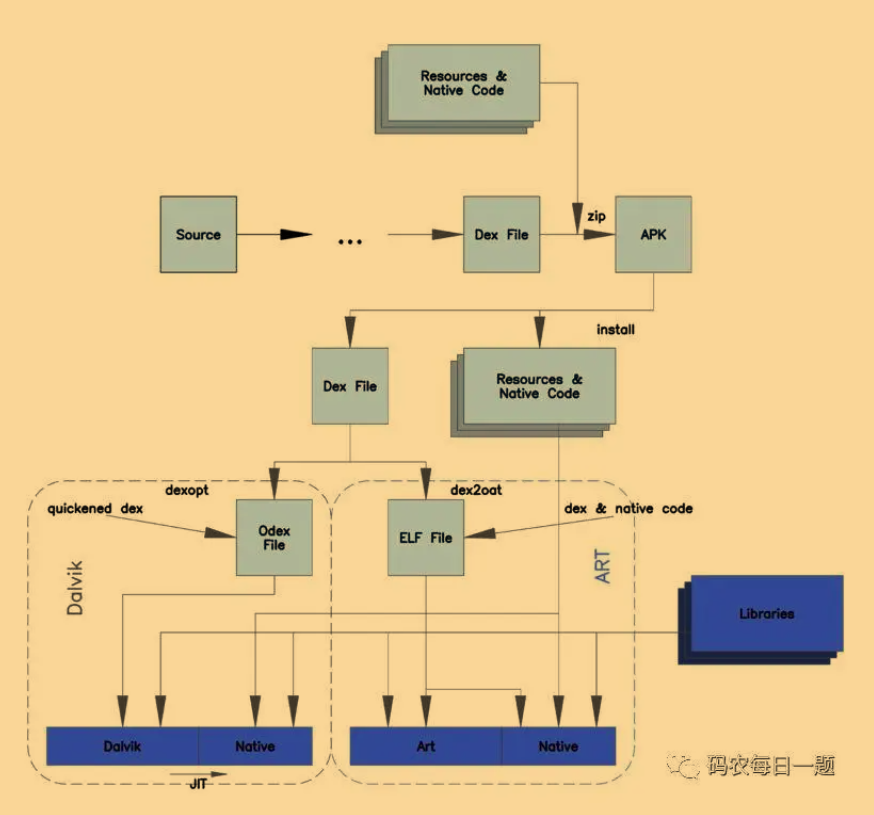 Resources &
Native Code
Source
...
Dex File
zip
APK
install
Dex File
Resources &
Native Code
dexopt
dex2oat
quickened dex
Odex
File
ELF File
dex & native code
Dalvik
ART
Libraries
Dalvik
Native
Art
Native
JIT
码农每日一题